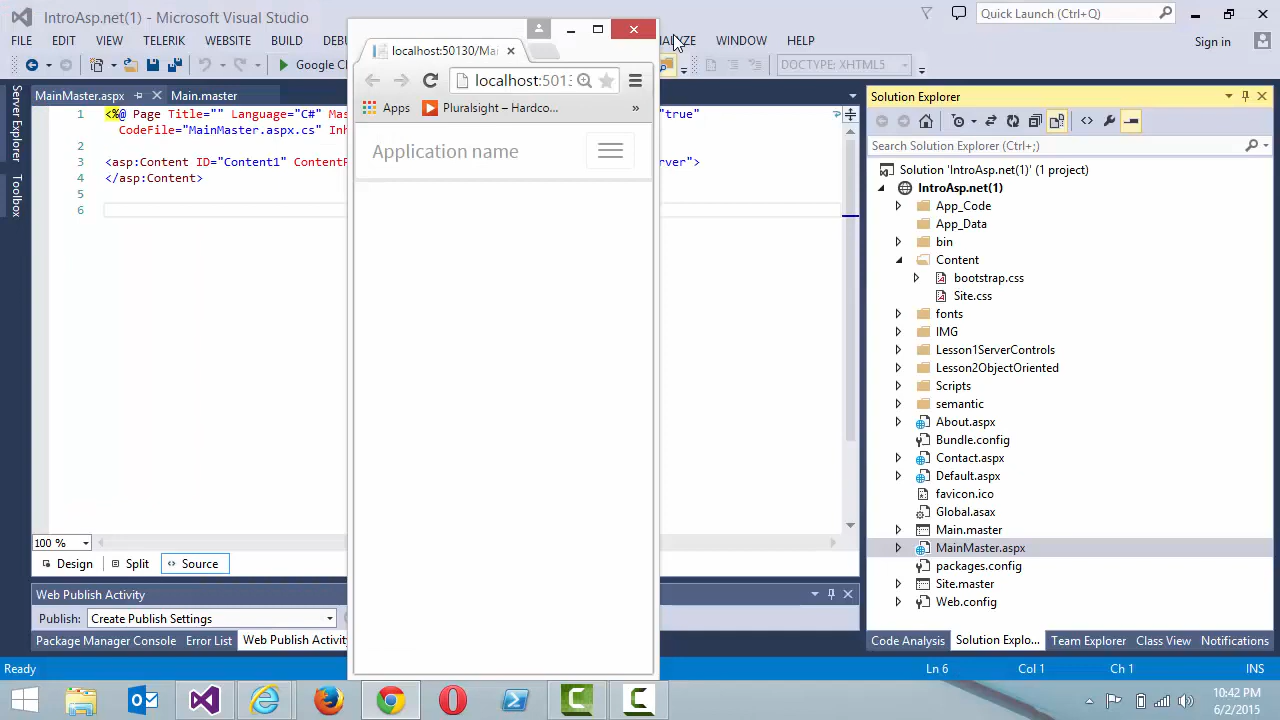 IntroAsp.net(1) - Microsoft Visual Studio
Quick Launch (Ctrl+;)
FILE EDIT VIEW TELERIK WEBSITE BUILD WINDOW HELP
Sign in
Google
DOCTYPE: XHTML5
localhost:50130/Mai
localhost:501
Apps Pluralsight – Hardco... »
Application name
Server Explorer
Toolbox
MainMaster.aspx
Main.master
1 <%@ Page Title="" Language="C#" "true"
CodeFile="MainMaster.aspx.cs"
2
3 <asp:Content ID="Content1" >
4 </asp:Content>
5
6
100 %
Design Split Source
Web Publish Activity
Publish: Create Publish Settings
Package Manager Console Error List Web Publish Activity
Solution Explorer
Search Solution Explorer (Ctrl+;)
Solution 'IntroAsp.net(1)' (1 project)
IntroAsp.net(1)
App_Code
App_Data
bin
Content
bootstrap.css
Site.css
fonts
IMG
Lesson1ServerControls
Lesson2ObjectOriented
Scripts
semantic
About.aspx
Bundle.config
Contact.aspx
Default.aspx
favicon.ico
Global.asax
Main.master
MainMaster.aspx
packages.config
Site.master
Web.config
Code Analysis Solution Explo... Team Explorer Class View Notifications
Ready Ln 6 Col 1 Ch 1 INS
10:42 PM
6/2/2015